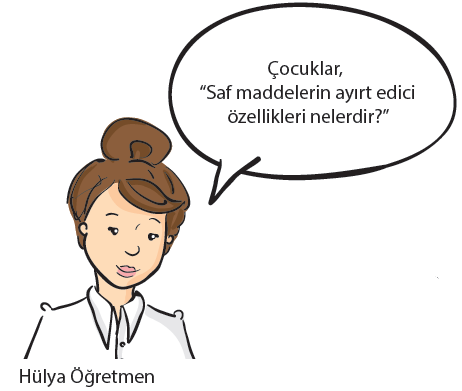 Çocuklar,
“Saf maddelerin ayırt edici
özellikleri nelerdir?”
Hülya Öğretmen